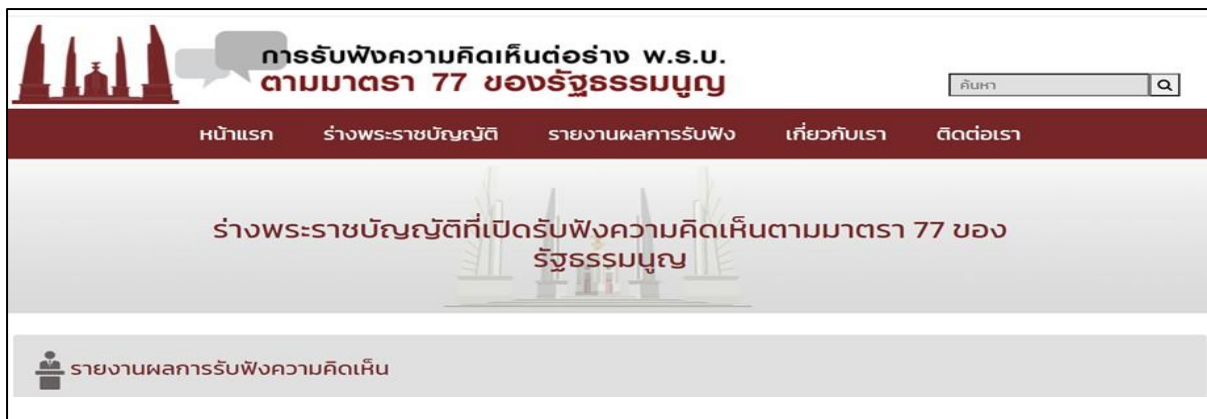 การรับฟังความคิดเห็นต่อร่าง พ.ร.บ.
ตามมาตรา 77 ของรัฐธรรมนูญ
ค้นหา
หน้าแรก ร่างพระราชบัญญัติ รายงานผลการรับฟัง เกี่ยวกับเรา ติดต่อเรา
ร่างพระราชบัญญัติที่เปิดรับฟังความคิดเห็นตามมาตรา 77 ของ
รัฐธรรมนูญ
รายงานผลการรับฟังความคิดเห็น